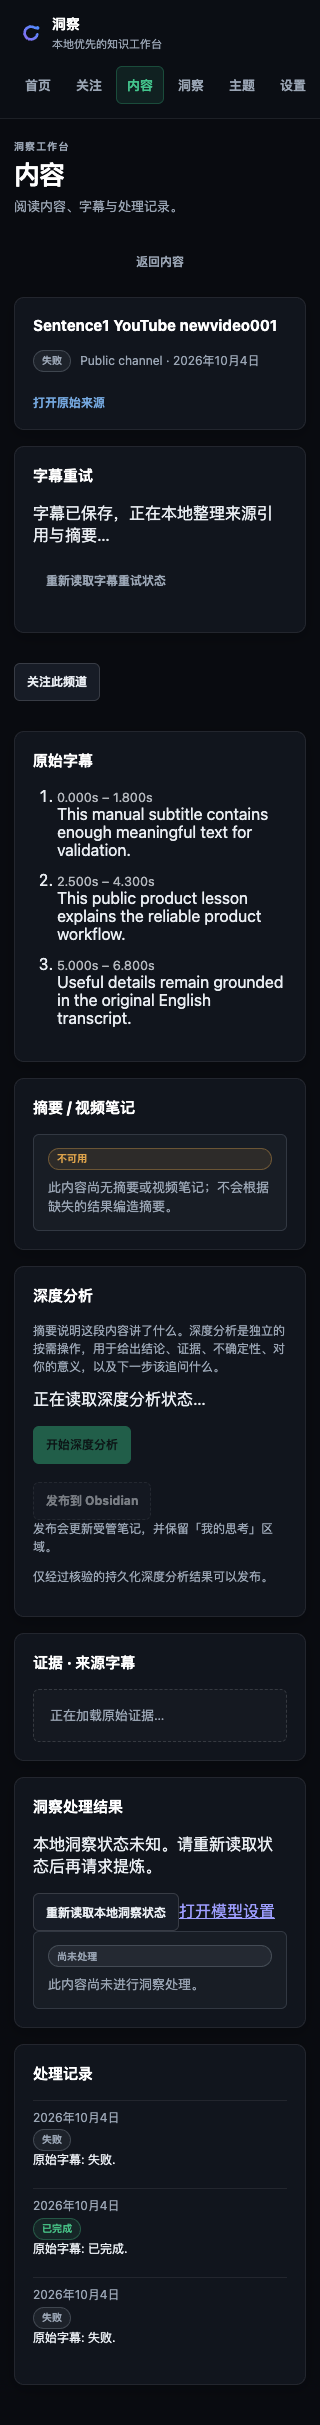 洞察
本地优先的知识工作台
首页 关注 内容 洞察 主题 设置
洞察工作台
内容
阅读内容、字幕与处理记录。
返回内容
Sentence1 YouTube newvideo001
失败 Public channel · 2026年10月4日
打开原始来源
字幕重试
字幕已保存，正在本地整理来源引
用与摘要...
重新读取字幕重试状态
关注此频道
原始字幕
1. 0.000s – 1.800s
This manual subtitle contains
enough meaningful text for
validation.
2. 2.500s – 4.300s
This public product lesson
explains the reliable product
workflow.
3. 5.000s – 6.800s
Useful details remain grounded
in the original English
transcript.
摘要 / 视频笔记
不可用
此内容尚无摘要或视频笔记；不会根据
缺失的结果编造摘要。
深度分析
摘要说明这段内容讲了什么。深度分析是独立的
按需操作，用于给出结论、证据、不确定性、对
你的意义，以及下一步该追问什么。
正在读取深度分析状态...
开始深度分析
发布到 Obsidian
发布会更新受管笔记，并保留「我的思考」区
域。
仅经过核验的持久化深度分析结果可以发布。
证据 · 来源字幕
正在加载原始证据...
洞察处理结果
本地洞察状态未知。请重新读取状
态后再请求提炼。
重新读取本地洞察状态 打开模型设置
尚未处理
此内容尚未进行洞察处理。
处理记录
2026年10月4日
失败
原始字幕: 失败.
2026年10月4日
已完成
原始字幕: 已完成.
2026年10月4日
失败
原始字幕: 失败.